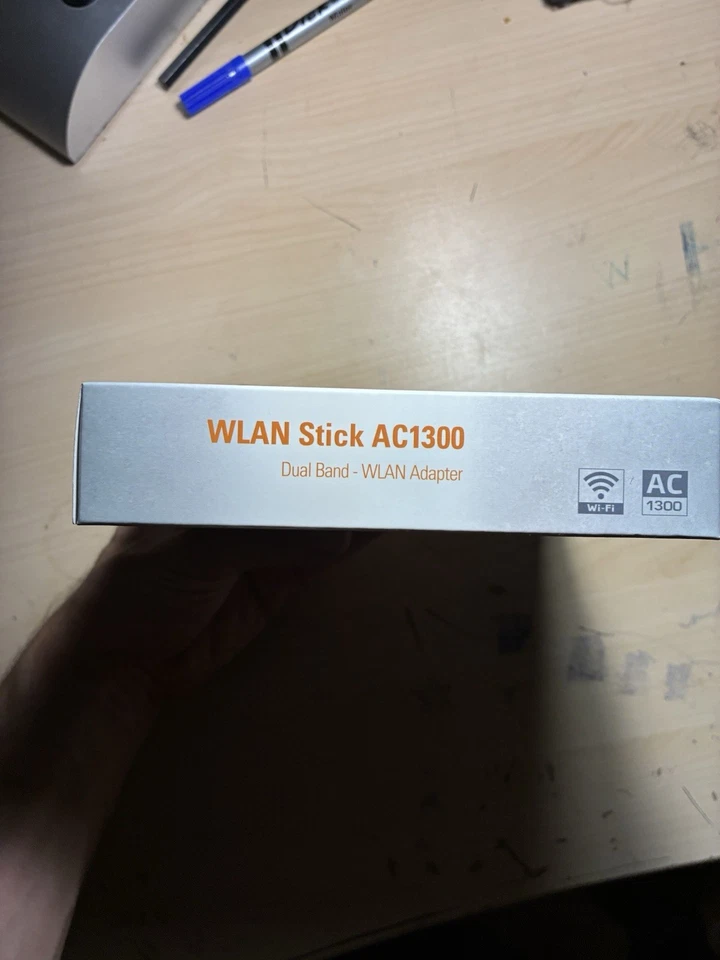 WLAN Stick AC1300
Dual Band - WLAN Adapter
Wi-Fi
AC
1300